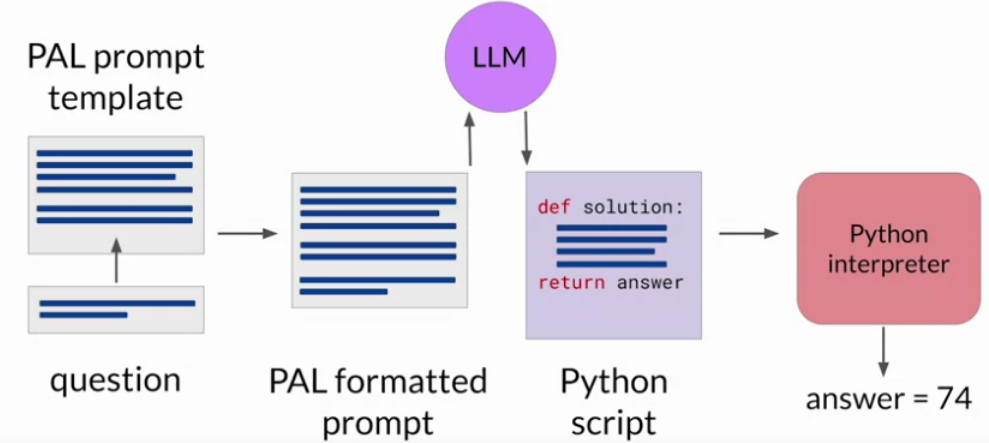 PAL prompt
template
question
PAL formatted
prompt
LLM
def solution:
return answer
Python
script
Python
interpreter
answer = 74